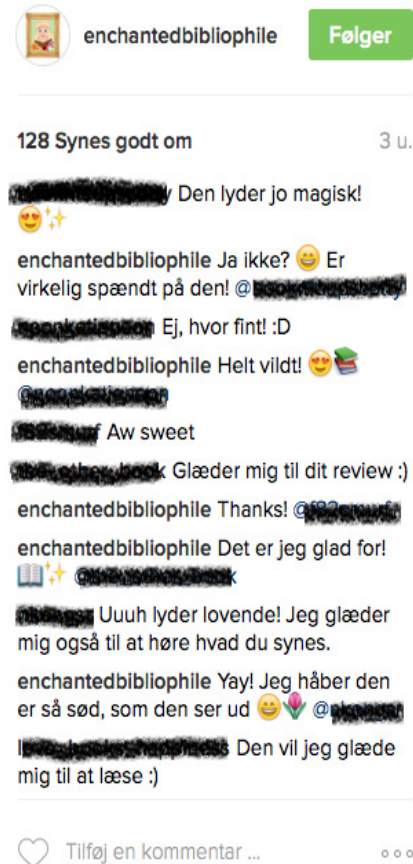 enchantedbibliophile
Følger
128 Synes godt om
3 u.
Den lyder jo magisk!
😍✨
enchantedbibliophile Ja ikke? 😄 Er
virkelig spændt på den! @
Ej, hvor fint! :D
enchantedbibliophile Helt vildt! 😍📚
Aw sweet
Glæder mig til dit review :)
enchantedbibliophile Thanks!
enchantedbibliophile Det er jeg glad for!
📖✨
Uuuh lyder lovende! Jeg glæder
mig også til at høre hvad du synes.
enchantedbibliophile Yay! Jeg håber den
er så sød, som den ser ud 😄🌷 @
Den vil jeg glæde
mig til at læse :)
Tilføj en kommentar ...